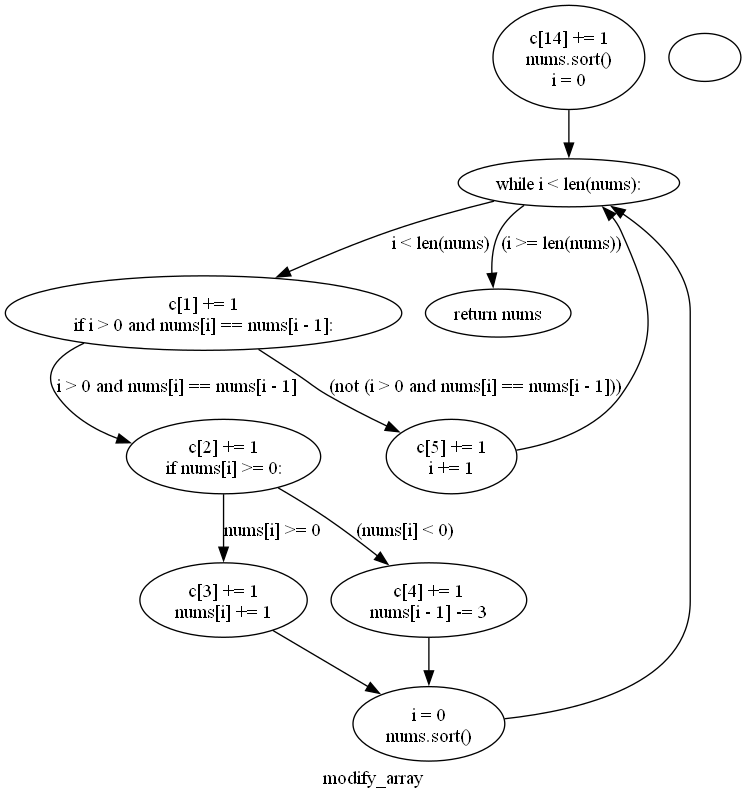 c[14] += 1
nums.sort()
i = 0
while i < len(nums):
i < len(nums)
(i >= len(nums))
c[1] += 1
if i > 0 and nums[i] == nums[i - 1]:
return nums
i > 0 and nums[i] == nums[i - 1]
(not (i > 0 and nums[i] == nums[i - 1]))
c[2] += 1
if nums[i] >= 0:
c[5] += 1
i += 1
nums[i] >= 0
(nums[i] < 0)
c[3] += 1
nums[i] += 1
c[4] += 1
nums[i - 1] -= 3
i = 0
nums.sort()
modify_array